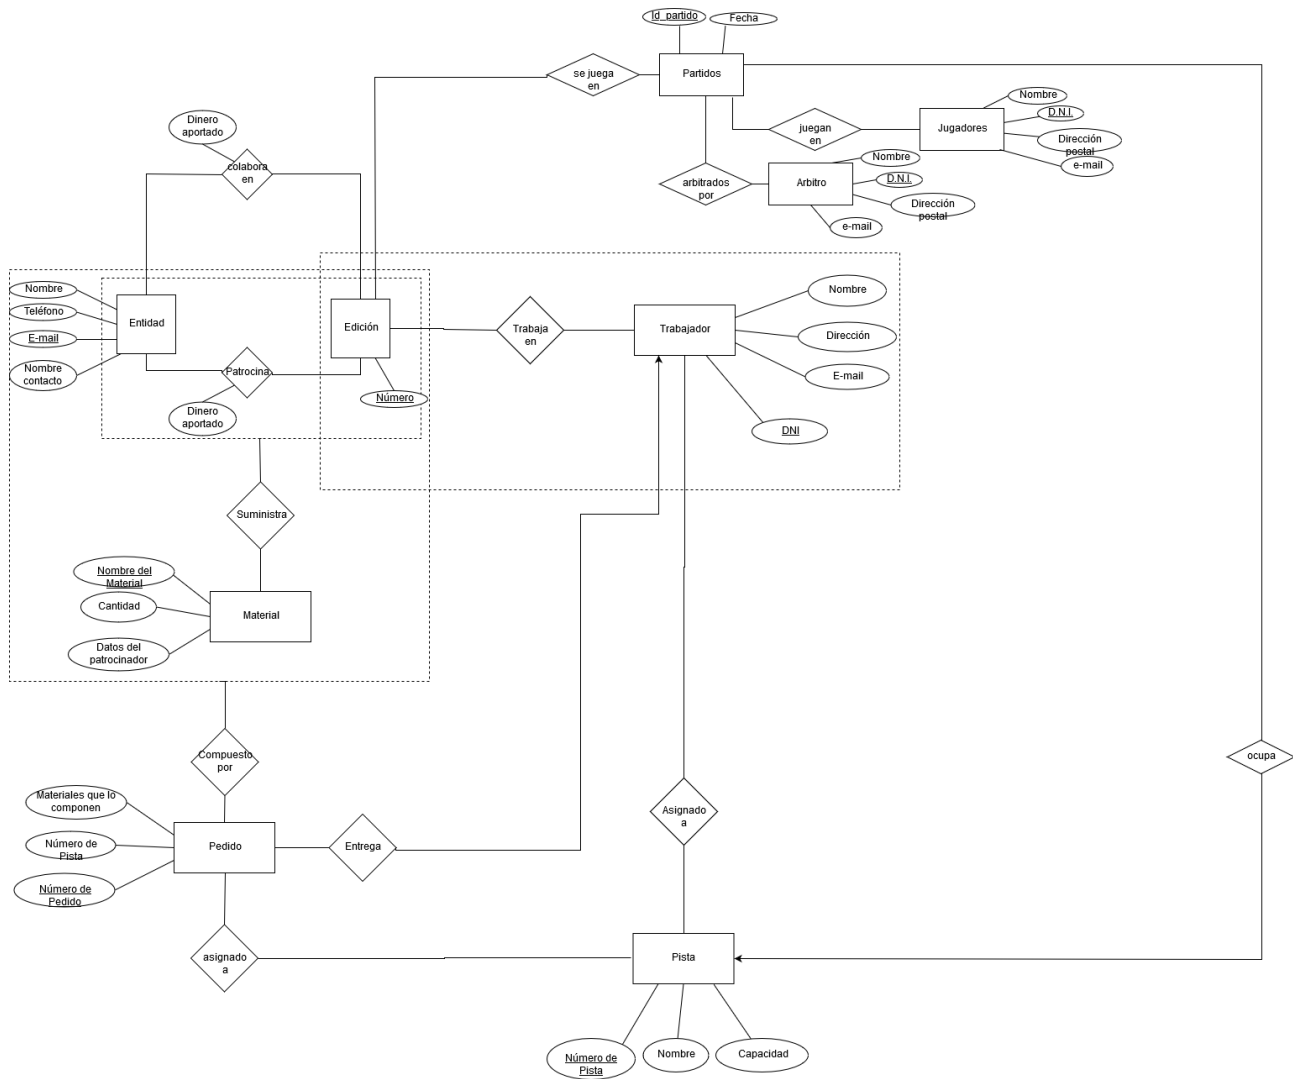 Id_partido
Fecha
se juega
en
Partidos
Nombre
D.N.I.
Dirección
postal
e-mail
Jugadores
juegan
en
Dinero
aportado
colabora
en
arbitrados
por
Arbitro
Nombre
D.N.I.
Dirección
postal
e-mail
Nombre
Teléfono
E-mail
Nombre
contacto
Entidad
Edición
Patrocina
Dinero
aportado
Número
Trabaja
en
Trabajador
Nombre
Dirección
E-mail
DNI
Suministra
Nombre del
Material
Cantidad
Datos del
patrocinador
Material
Compuesto
por
ocupa
Materiales que lo
componen
Número de
Pista
Número de
Pedido
Pedido
Entrega
Asignado
a
asignado
a
Pista
Número de
Pista
Nombre
Capacidad